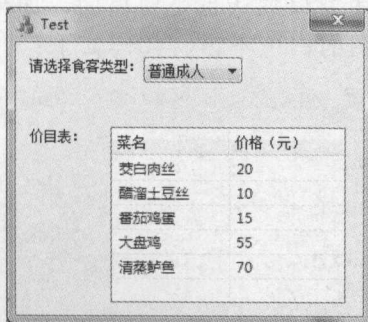 Test
请选择食客类型： 普通成人
价目表：
菜名 价格（元）
茭白肉丝 20
醋溜土豆丝 10
番茄鸡蛋 15
大盘鸡 55
清蒸鲈鱼 70